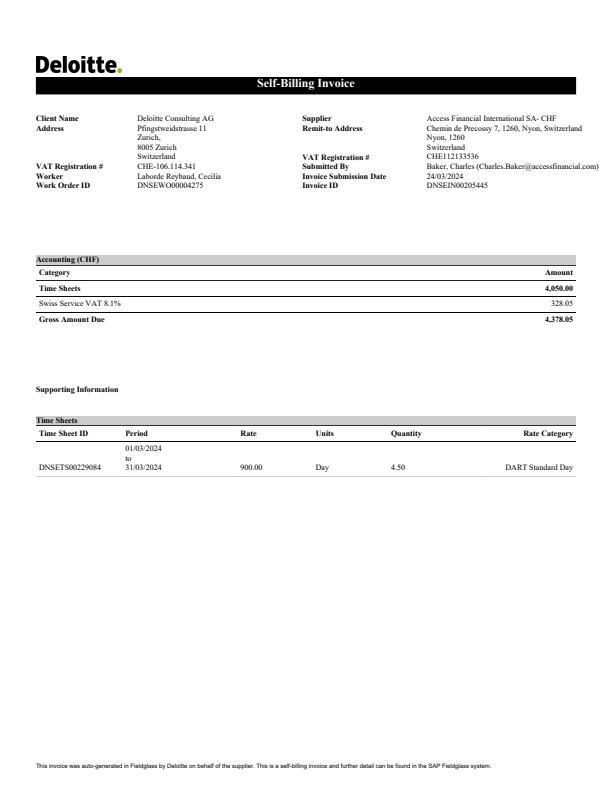 Deloitte.
Self-Billing Invoice
Client Name Deloitte Consulting AG Supplier Access Financial International SA- CHF
Address Pfingstweidstrasse 11 Remit-to Address Chemin de Precossy 7, 1260, Nyon, Switzerland
Zurich, Nyon, 1260
8005 Zurich Switzerland
Switzerland VAT Registration # CHE112133536
VAT Registration # CHE-106.114.341 Submitted By Baker, Charles (Charles.Baker@accessfinancial.com)
Worker Laborde Reybaud, Cecilia Invoice Submission Date 24/03/2024
Work Order ID DNSEWO00004275 Invoice ID DNSEIN00205445
Accounting (CHF)
Category Amount
Time Sheets 4,050.00
Swiss Service VAT 8.1% 328.05
Gross Amount Due 4,378.05
Supporting Information
Time Sheets
Time Sheet ID Period Rate Units Quantity Rate Category
01/03/2024
to
DNSETS00229084 31/03/2024 900.00 Day 4.50 DART Standard Day
This invoice was auto-generated in Fieldglass by Deloitte on behalf of the supplier. This is a self-billing invoice and further detail can be found in the SAP Fieldglass system.